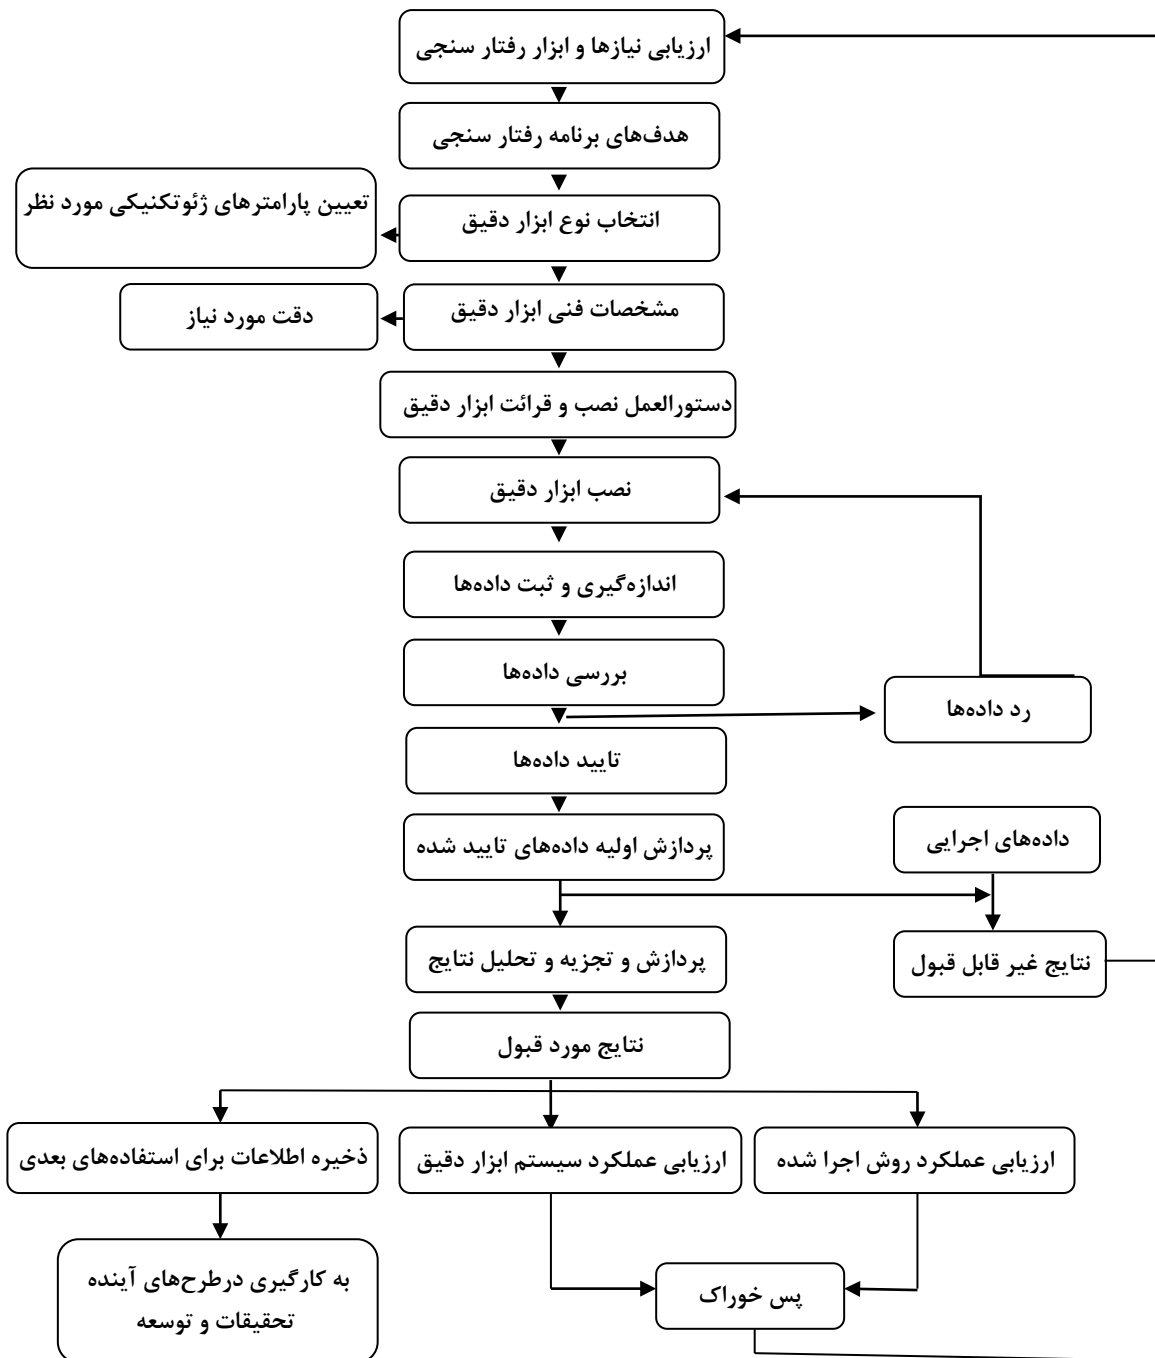 ارزیابی نیازها و ابزار رفتار سنجی
هدف‌های برنامه رفتار سنجی
انتخاب نوع ابزار دقیق
تعیین پارامترهای ژئوتکنیکی مورد نظر
مشخصات فنی ابزار دقیق
دقت مورد نیاز
دستورالعمل نصب و قرائت ابزار دقیق
نصب ابزار دقیق
اندازه‌گیری و ثبت داده‌ها
بررسی داده‌ها
رد داده‌ها
تایید داده‌ها
پردازش اولیه داده‌های تایید شده
داده‌های اجرایی
پردازش و تجزیه و تحلیل نتایج
نتایج غیر قابل قبول
نتایج مورد قبول
ارزیابی عملکرد روش اجرا شده
ارزیابی عملکرد سیستم ابزار دقیق
ذخیره اطلاعات برای استفاده‌های بعدی
پس خوراک
به کارگیری درطرح‌های آینده
تحقیقات و توسعه